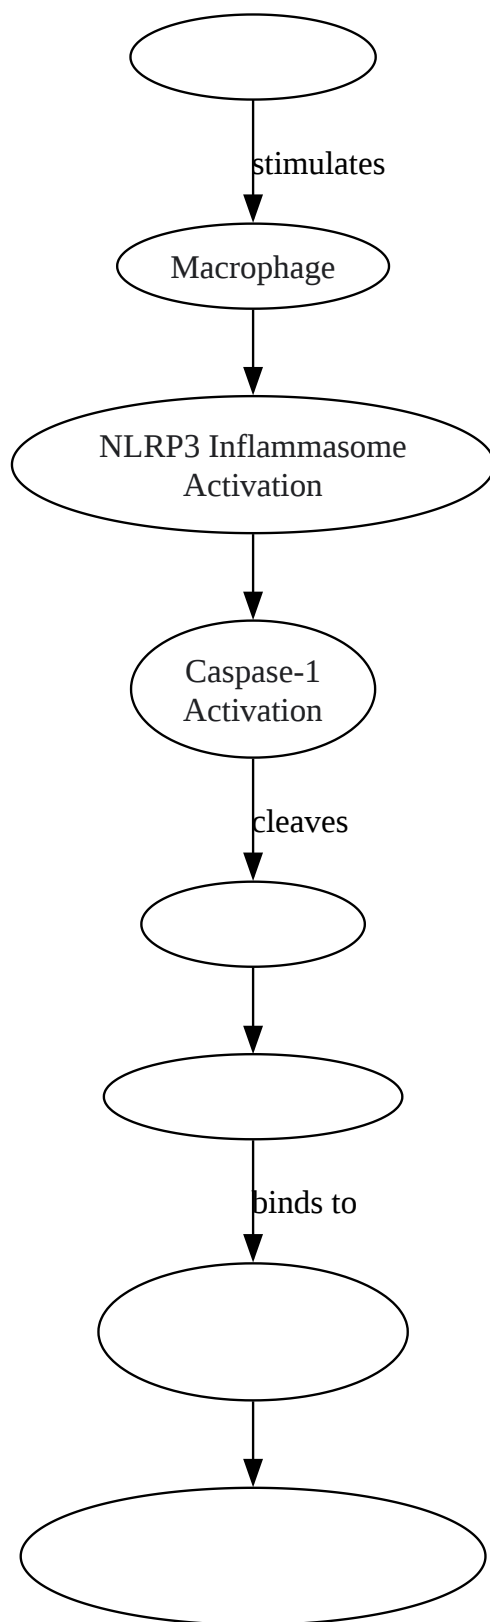 stimulates
Macrophage
NLRP3 Inflammasome
Activation
Caspase-1
Activation
cleaves
binds to